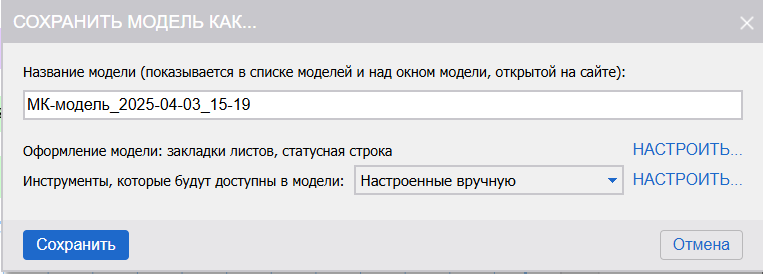 СОХРАНИТЬ МОДЕЛЬ КАК...
Название модели (показывается в списке моделей и над окном модели, открытой на сайте):
МК-модель_2025-04-03_15-19
Оформление модели: закладки листов, статусная строка НАСТРОИТЬ...
Инструменты, которые будут доступны в модели: Настроенные вручную НАСТРОИТЬ...
Сохранить Отмена